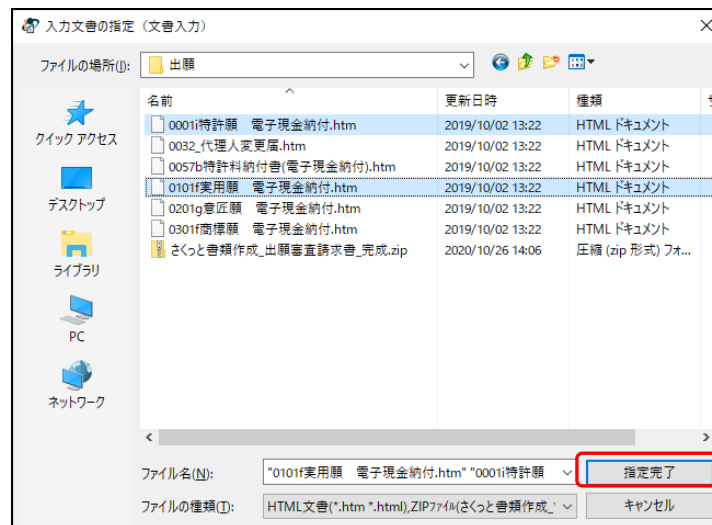 入力文書の指定（文書入力）
ファイルの場所(I): 出願
名前 更新日時 種類
0001i特許願　電子現金納付.htm 2019/10/02 13:22 HTML ドキュメント
0032_代理人変更届.htm 2019/10/02 13:22 HTML ドキュメント
0057b特許料納付書(電子現金納付).htm 2019/10/02 13:22 HTML ドキュメント
0101f実用願　電子現金納付.htm 2019/10/02 13:22 HTML ドキュメント
0201g意匠願　電子現金納付.htm 2019/10/02 13:22 HTML ドキュメント
0301f商標願　電子現金納付.htm 2019/10/02 13:22 HTML ドキュメント
さくっと書類作成_出願審査請求書_完成.zip 2020/10/26 14:06 圧縮 (zip 形式) フォ...
クイック アクセス
デスクトップ
ライブラリ
PC
ネットワーク
ファイル名(N): "0101f実用願　電子現金納付.htm" "0001i特許願 指定完了
ファイルの種類(T): HTML文書(*.htm *.html),ZIPファイル(さくっと書類作成_* キャンセル